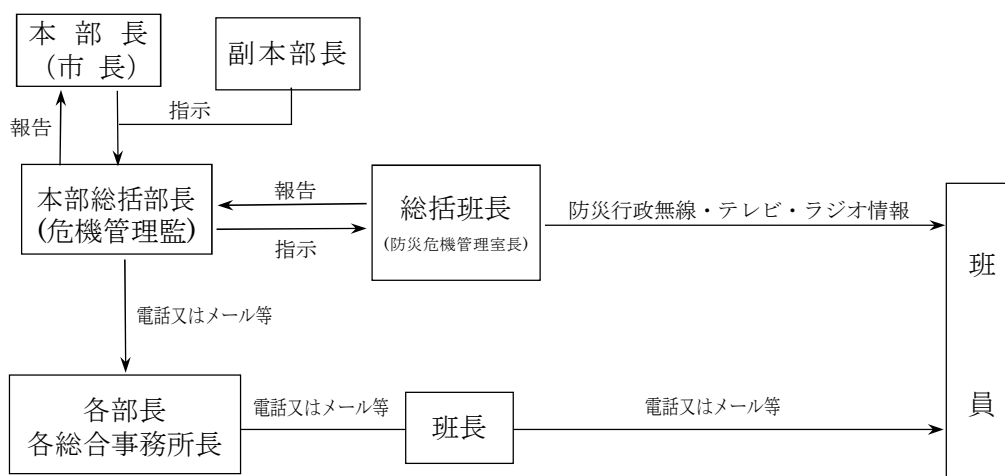 本部長
（市長）
副本部長
指示
報告
本部総括部長
(危機管理監)
報告
指示
総括班長
(防災危機管理室長)
防災行政無線・テレビ・ラジオ情報
班員
電話又はメール等
各部長
各総合事務所長
電話又はメール等
班長
電話又はメール等